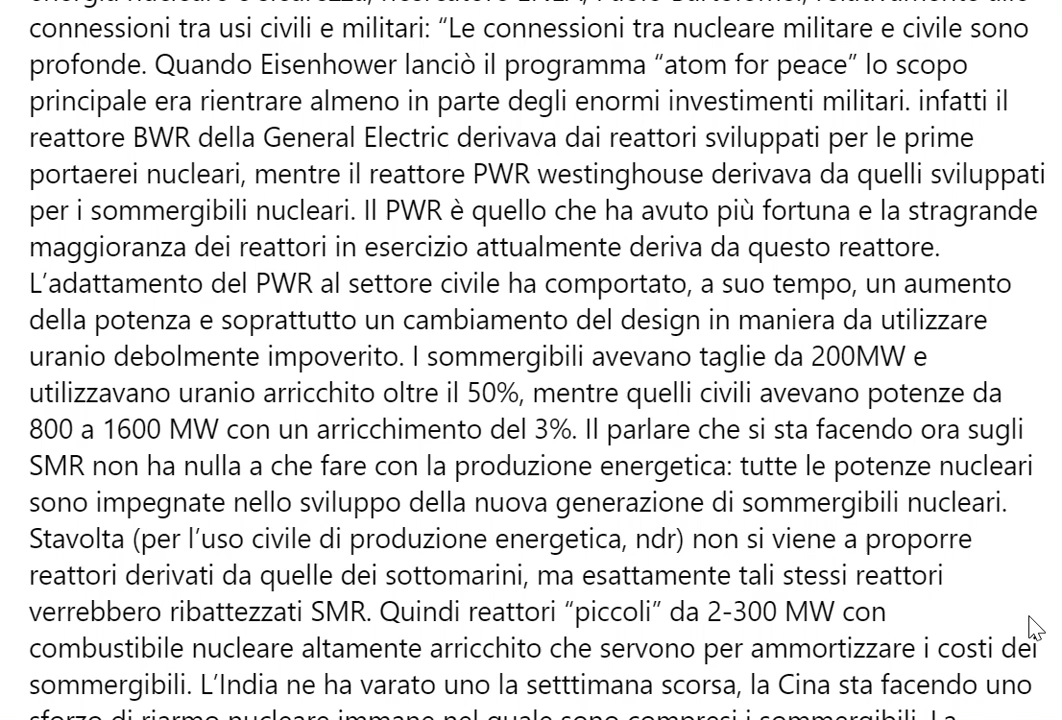 connessioni tra usi civili e militari: “Le connessioni tra nucleare militare e civile sono
profonde. Quando Eisenhower lanciò il programma “atom for peace” lo scopo
principale era rientrare almeno in parte degli enormi investimenti militari. infatti il
reattore BWR della General Electric derivava dai reattori sviluppati per le prime
portaerei nucleari, mentre il reattore PWR westinghouse derivava da quelli sviluppati
per i sommergibili nucleari. Il PWR è quello che ha avuto più fortuna e la stragrande
maggioranza dei reattori in esercizio attualmente deriva da questo reattore.
L’adattamento del PWR al settore civile ha comportato, a suo tempo, un aumento
della potenza e soprattutto un cambiamento del design in maniera da utilizzare
uranio debolmente impoverito. I sommergibili avevano taglie da 200MW e
utilizzavano uranio arricchito oltre il 50%, mentre quelli civili avevano potenze da
800 a 1600 MW con un arricchimento del 3%. Il parlare che si sta facendo ora sugli
SMR non ha nulla a che fare con la produzione energetica: tutte le potenze nucleari
sono impegnate nello sviluppo della nuova generazione di sommergibili nucleari.
Stavolta (per l’uso civile di produzione energetica, ndr) non si viene a proporre
reattori derivati da quelle dei sottomarini, ma esattamente tali stessi reattori
verrebbero ribattezzati SMR. Quindi reattori “piccoli” da 2-300 MW con
combustibile nucleare altamente arricchito che servono per ammortizzare i costi dei
sommergibili. L’India ne ha varato uno la setttimana scorsa, la Cina sta facendo uno
sforzo di riarmo nucleare immane nel quale sono compresi i sommergibili. La